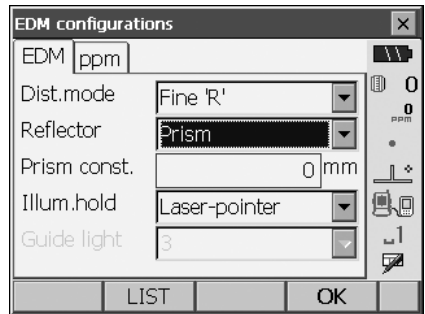 EDM configurations
EDM ppm
Dist.mode Fine 'R'
0
0
PPM
Reflector Prism
Prism const. 0 mm
Illum.hold Laser-pointer
Guide light 3
1
LIST OK